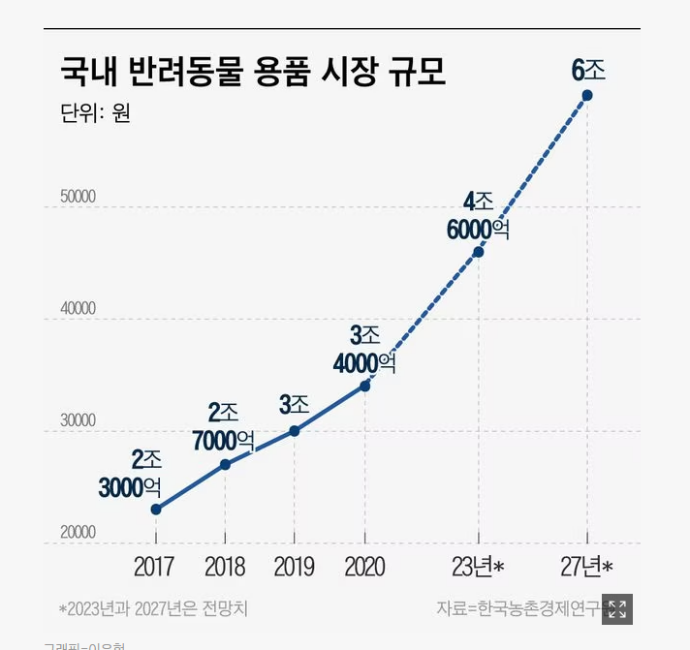 국내 반려동물 용품 시장 규모
단위: 원
6조
50000
4조
6000억
40000
3조
4000억
30000
3조
2조
7000억
2조
3000억
20000
2017 2018 2019 2020 23년* 27년*
*2023년과 2027년은 전망치
자료=한국농촌경제연구